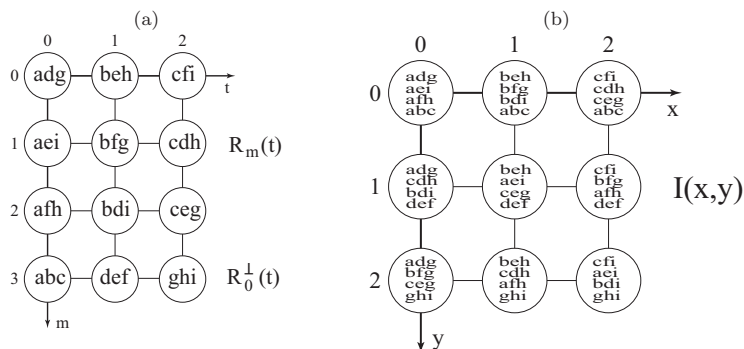 (a)
0 1 2
0 adg beh cfi
t
1 aei bfg cdh R_m(t)
2 afh bdi ceg
3 abc def ghi R_0^⊥(t)
m
(b)
0 1 2
0
adg beh cfi
aei bfg cdh
afh bdi ceg
abc abc abc
x
1
adg beh cfi
cdh aei bfg
bdi ceg afh
def def def
I(x,y)
2
adg beh cfi
bfg cdh aei
ceg afh bdi
ghi ghi ghi
y